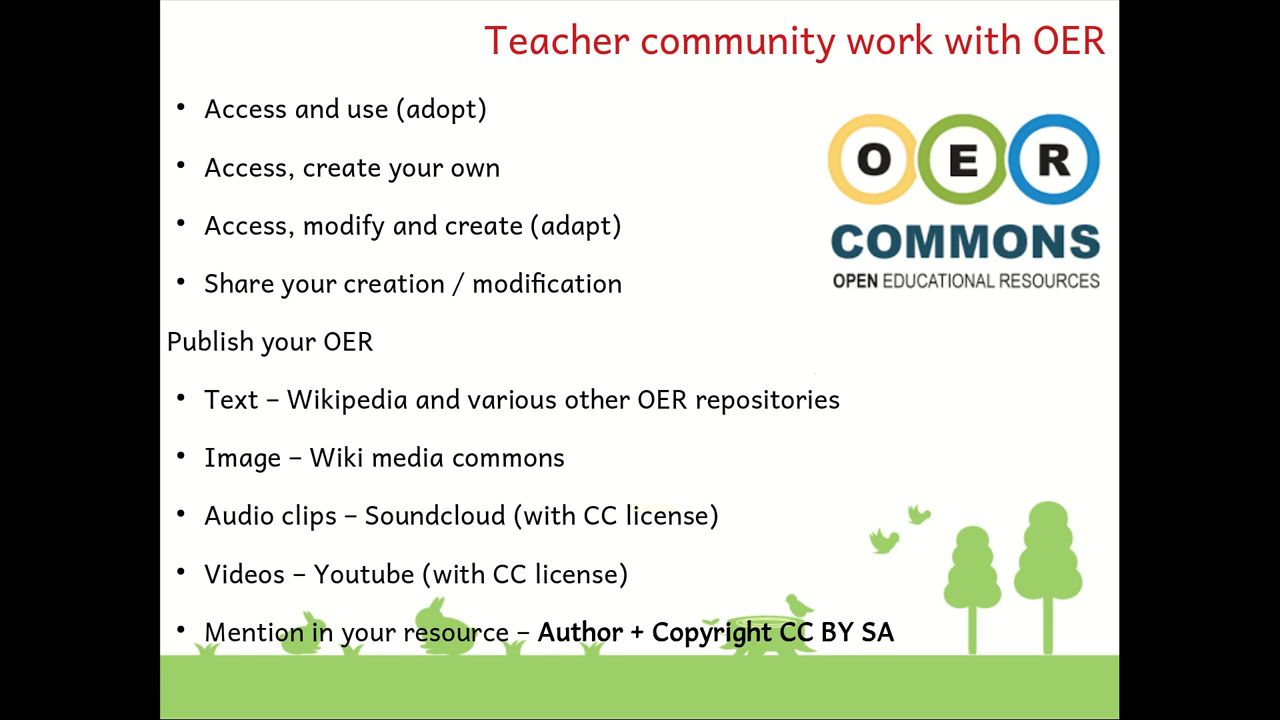 Teacher community work with OER
• Access and use (adopt)
• Access, create your own
• Access, modify and create (adapt)
• Share your creation / modification
O E R
COMMONS
OPEN EDUCATIONAL RESOURCES
Publish your OER
• Text – Wikipedia and various other OER repositories
• Image – Wiki media commons
• Audio clips – Soundcloud (with CC license)
• Videos – Youtube (with CC license)
• Mention in your resource – Author + Copyright CC BY SA